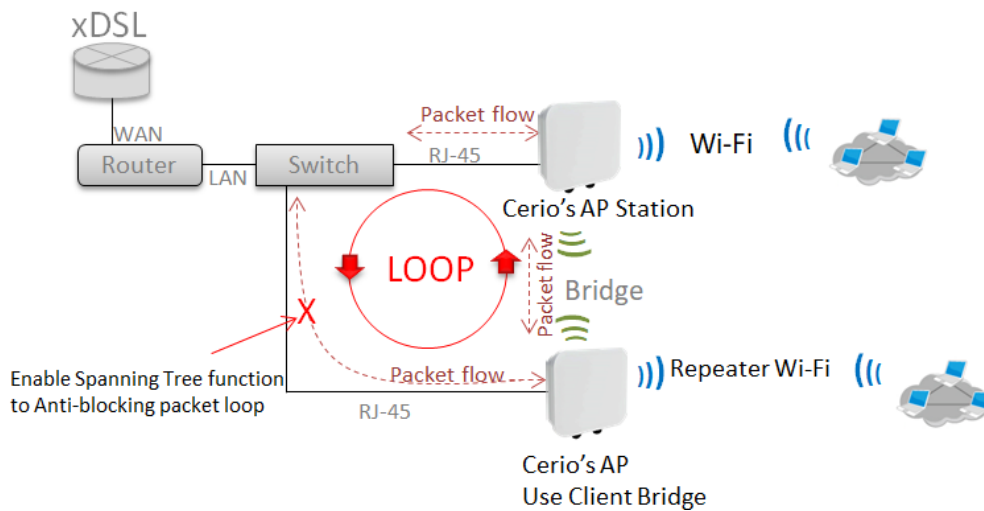 xDSL
WAN
Router
LAN
Switch
Packet flow
RJ-45
Wi-Fi
Cerio's AP Station
LOOP
Packet flow
Bridge
X
Enable Spanning Tree function
to Anti-blocking packet loop
Packet flow
RJ-45
Repeater Wi-Fi
Cerio's AP
Use Client Bridge